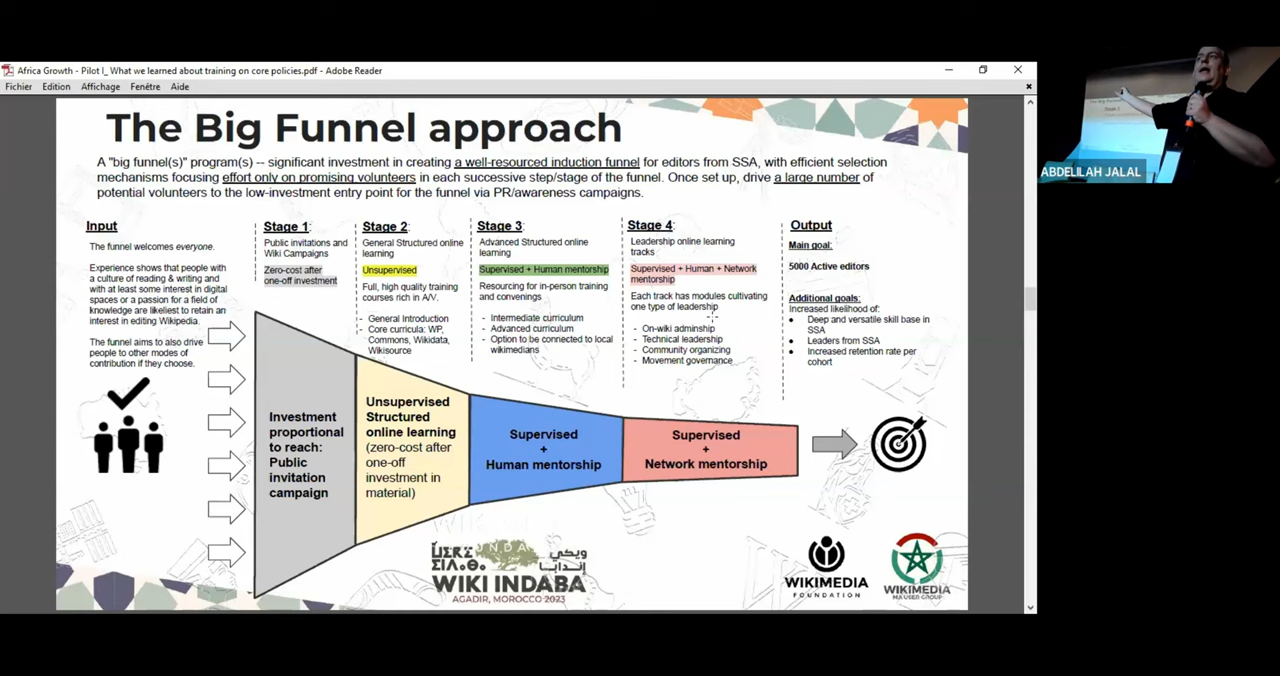 Africa Growth - Pilot I_ What we learned about training on core policies.pdf - Adobe Reader
Fichier Edition Affichage Fenêtre Aide
The Big Funnel approach
A "big funnel(s)" program(s) -- significant investment in creating a well-resourced induction funnel for editors from SSA, with efficient selection
mechanisms focusing effort only on promising volunteers in each successive step/stage of the funnel. Once set up, drive a large number of
potential volunteers to the low-investment entry point for the funnel via PR/awareness campaigns.
Input
The funnel welcomes everyone.
Experience shows that people with
a culture of reading & writing and
with at least some interest in digital
spaces or a passion for a field of
knowledge are likeliest to retain an
interest in editing Wikipedia.
The funnel aims to also drive
people to other modes of
contribution if they choose.
Stage 1:
Public invitations and
Wiki Campaigns
Zero-cost after
one-off investment
Stage 2:
General Structured online
learning
Unsupervised
Full, high quality training
courses rich in A/V.
- General Introduction
- Core curricula: WP,
Commons, Wikidata,
Wikisource
Stage 3:
Advanced Structured online
learning
Supervised + Human mentorship
Resourcing for in-person training
and convenings
- Intermediate curriculum
- Advanced curriculum
- Option to be connected to local
wikimedians
Stage 4:
Leadership online learning
tracks
Supervised + Human + Network
mentorship
Each track has modules cultivating
one type of leadership
- On-wiki adminship
- Technical leadership
- Community organizing
- Movement governance
Output
Main goal:
5000 Active editors
Additional goals:
Increased likelihood of:
● Deep and versatile skill base in
SSA
● Leaders from SSA
● Increased retention rate per
cohort
Investment
proportional
to reach:
Public
invitation
campaign
Unsupervised
Structured
online learning
(zero-cost after
one-off
investment in
material)
Supervised
+
Human mentorship
Supervised
+
Network mentorship
ويكي
إندابا
WIKI INDABA
AGADIR, MOROCCO 2023
WIKIMEDIA
FOUNDATION
WIKIMEDIA
MA USER GROUP
ABDELILAH JALAL